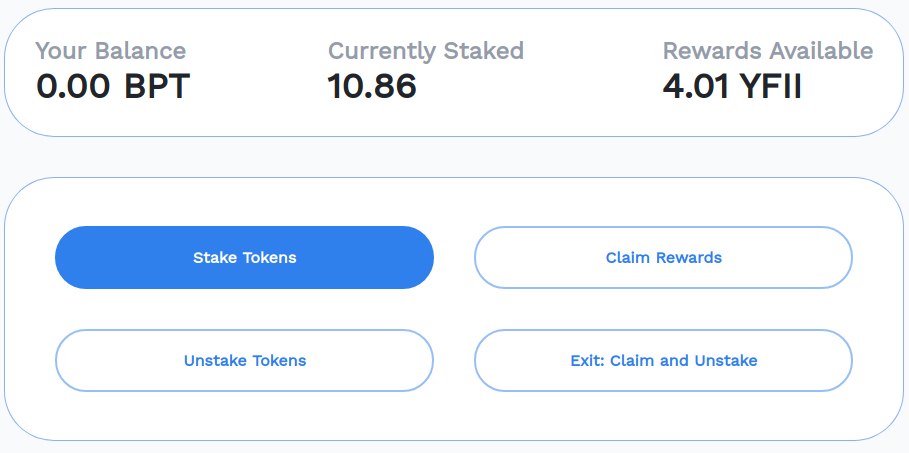 Your Balance
0.00 BPT
Currently Staked
10.86
Rewards Available
4.01 YFII
Stake Tokens
Claim Rewards
Unstake Tokens
Exit: Claim and Unstake